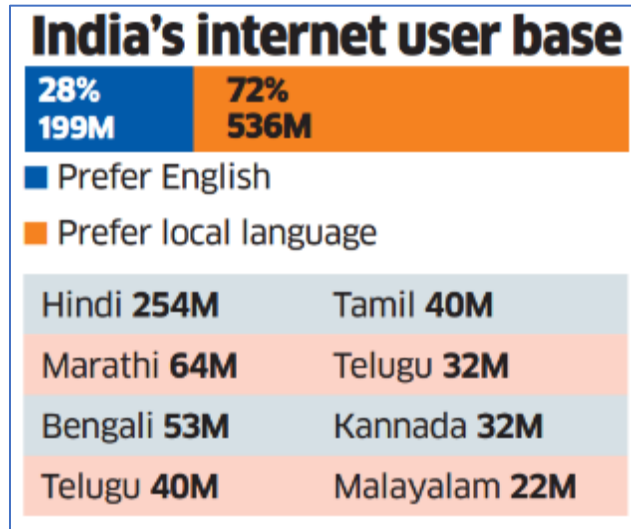 India's internet user base
28% 72%
199M 536M
Prefer English
Prefer local language
Hindi 254M Tamil 40M
Marathi 64M Telugu 32M
Bengali 53M Kannada 32M
Telugu 40M Malayalam 22M